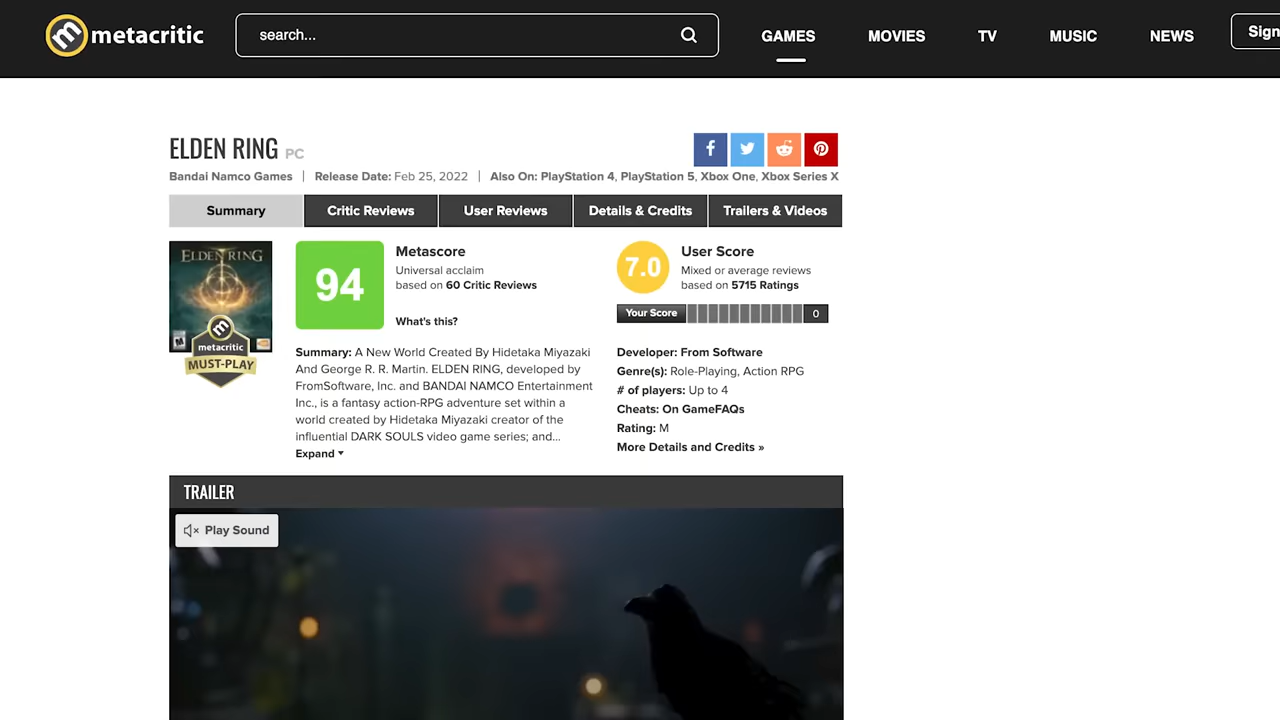 metacritic
search...
GAMES
MOVIES
TV
MUSIC
NEWS
Sign
ELDEN RING PC
Bandai Namco Games | Release Date: Feb 25, 2022 | Also On: PlayStation 4, PlayStation 5, Xbox One, Xbox Series X
Summary
Critic Reviews
User Reviews
Details & Credits
Trailers & Videos
ELDEN RING
metacritic
MUST-PLAY
94
Metascore
Universal acclaim
based on 60 Critic Reviews
What's this?
7.0
User Score
Mixed or average reviews
based on 5715 Ratings
Your Score
0
Summary: A New World Created By Hidetaka Miyazaki
And George R. R. Martin. ELDEN RING, developed by
FromSoftware, Inc. and BANDAI NAMCO Entertainment
Inc., is a fantasy action-RPG adventure set within a
world created by Hidetaka Miyazaki creator of the
influential DARK SOULS video game series; and...
Expand
Developer: From Software
Genre(s): Role-Playing, Action RPG
# of players: Up to 4
Cheats: On GameFAQs
Rating: M
More Details and Credits »
TRAILER
Play Sound